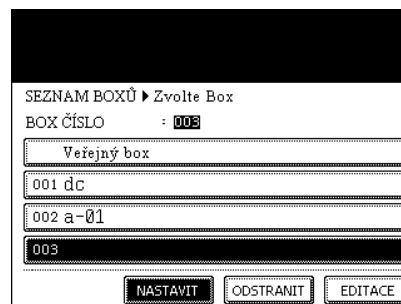 SEZNAM BOXŮ ▶ Zvolte Box
BOX ČÍSLO : 003
Veřejný box
001 dc
002 a-01
003
NASTAVIT ODSTRANIT EDITACE